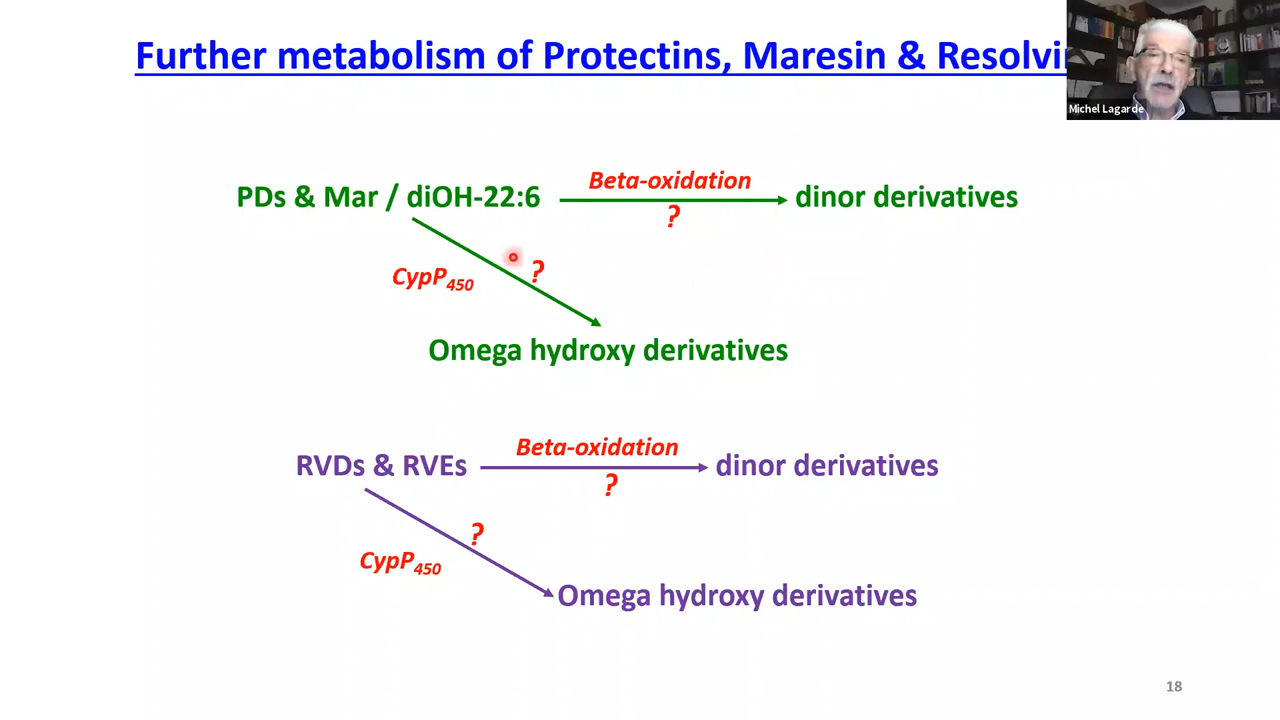 Further metabolism of Protectins, Maresin & Resolvi
Michel Lagarde
PDs & Mar / diOH-22:6
Beta-oxidation
?
dinor derivatives
CypP450
?
Omega hydroxy derivatives
RVDs & RVEs
Beta-oxidation
?
dinor derivatives
CypP450
?
Omega hydroxy derivatives
18